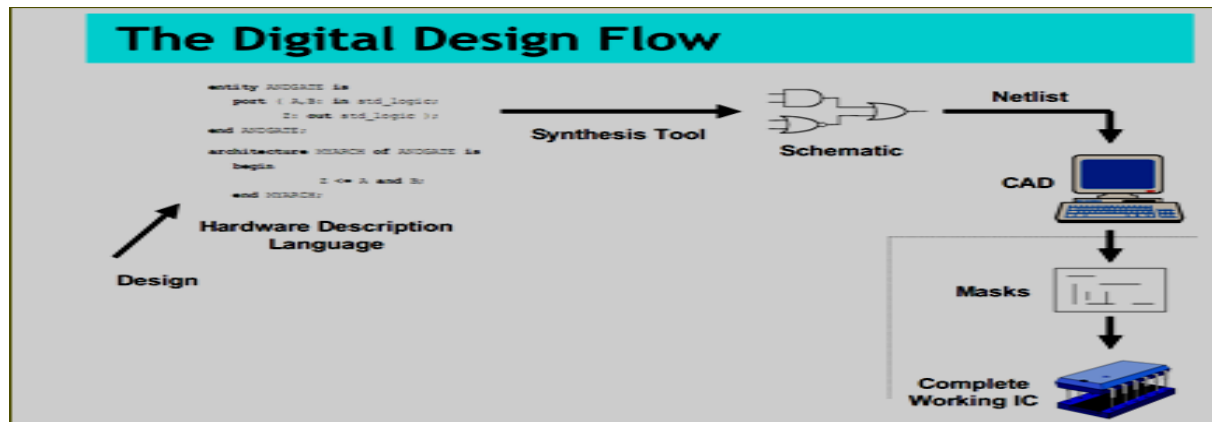 The Digital Design Flow
entity ANDGATE is
port ( A,B: in std_logic;
Z: out std_logic );
end ANDGATE;
architecture MYARCH of ANDGATE is
begin
Z <= A and B;
end MYARCH;
Hardware Description
Language
Design
Synthesis Tool
Schematic
Netlist
CAD
Masks
Complete
Working IC